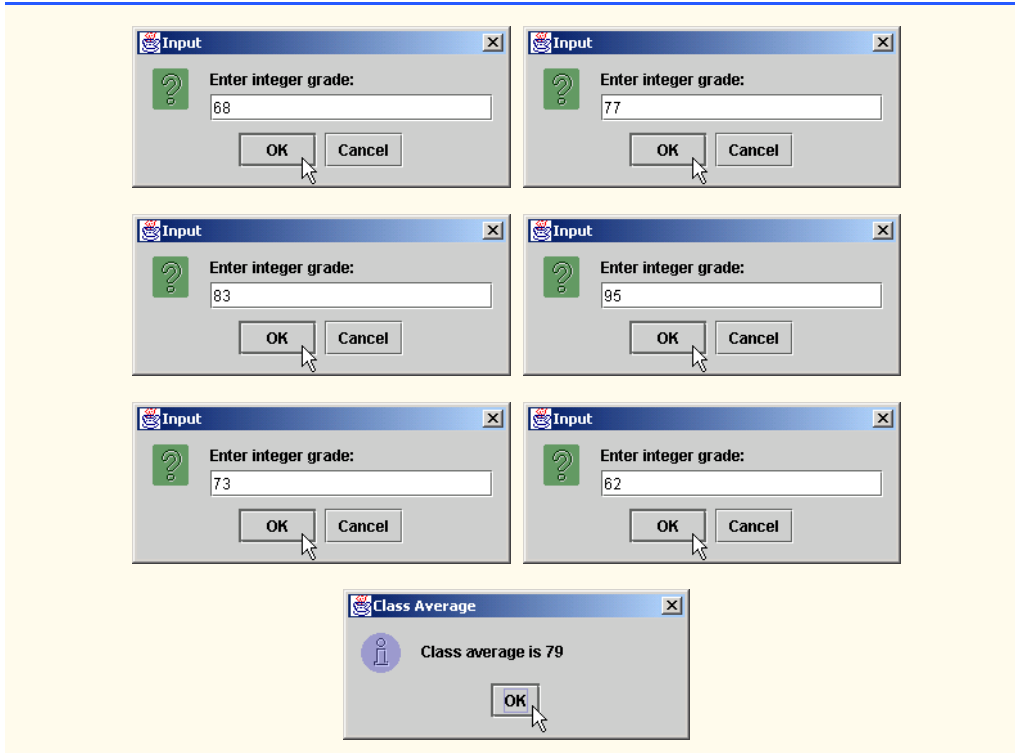 Input
Enter integer grade:
68
OK Cancel
Input
Enter integer grade:
77
OK Cancel
Input
Enter integer grade:
83
OK Cancel
Input
Enter integer grade:
95
OK Cancel
Input
Enter integer grade:
73
OK Cancel
Input
Enter integer grade:
62
OK Cancel
Class Average
Class average is 79
OK